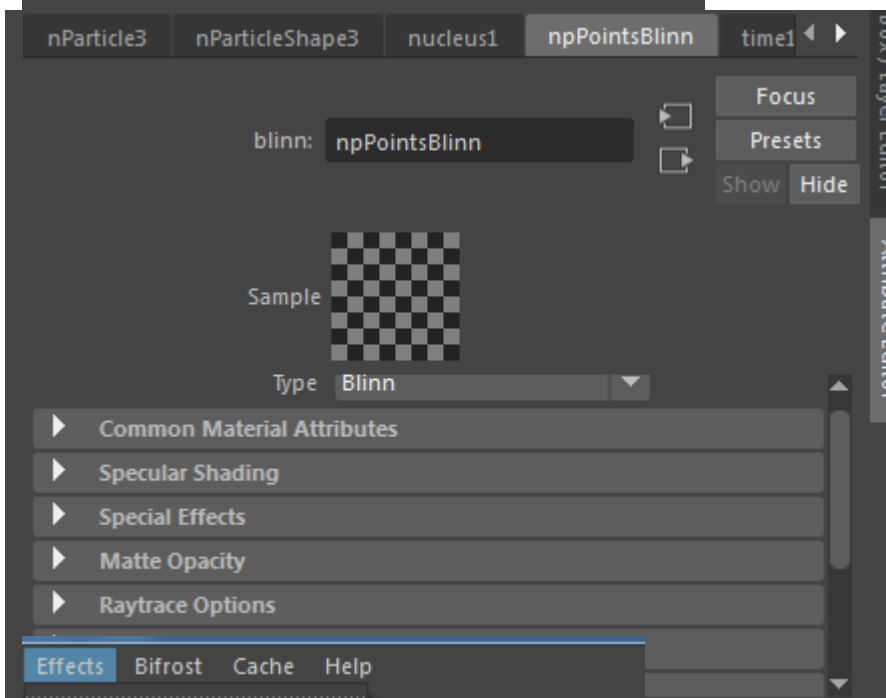 nParticle3 nParticleShape3 nucleus1 npPointsBlinn time1
Focus
blinn: npPointsBlinn
Presets
Show Hide
Sample
Type Blinn
Common Material Attributes
Specular Shading
Special Effects
Matte Opacity
Raytrace Options
Effects Bifrost Cache Help